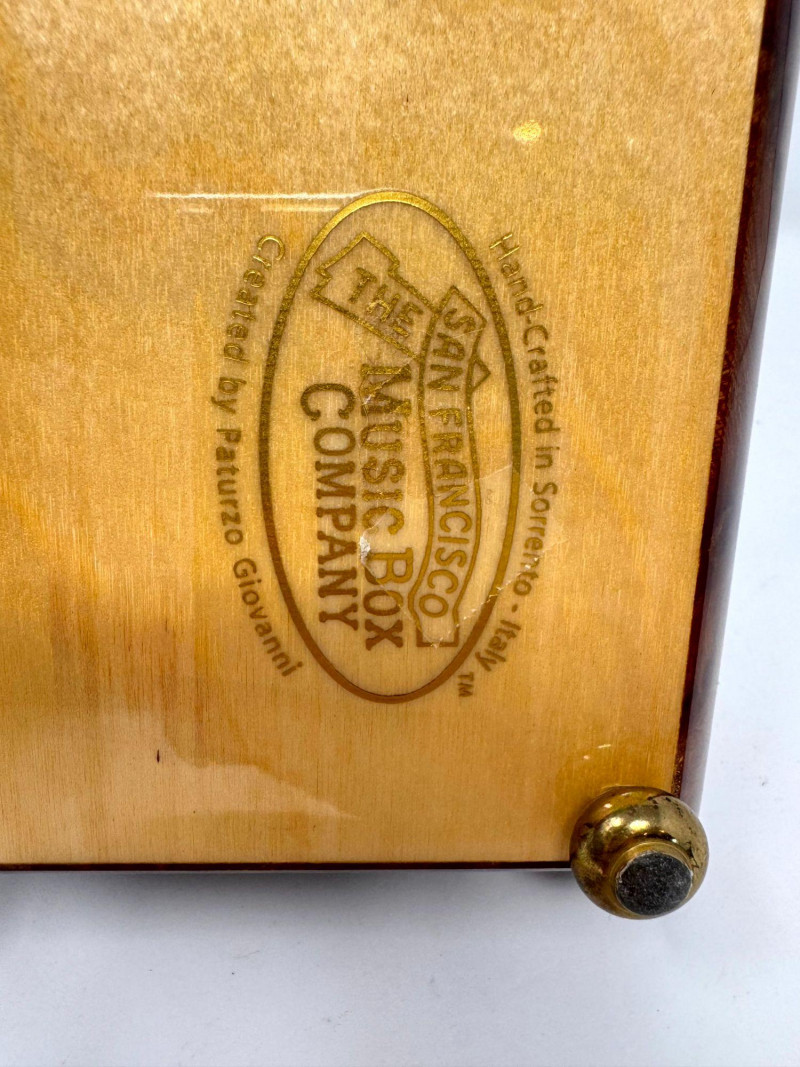 Hand-Crafted in Sorrento - Italy
THE
SAN FRANCISCO
MUSIC BOX
COMPANY
TM
Created by Paturzo Giovanni